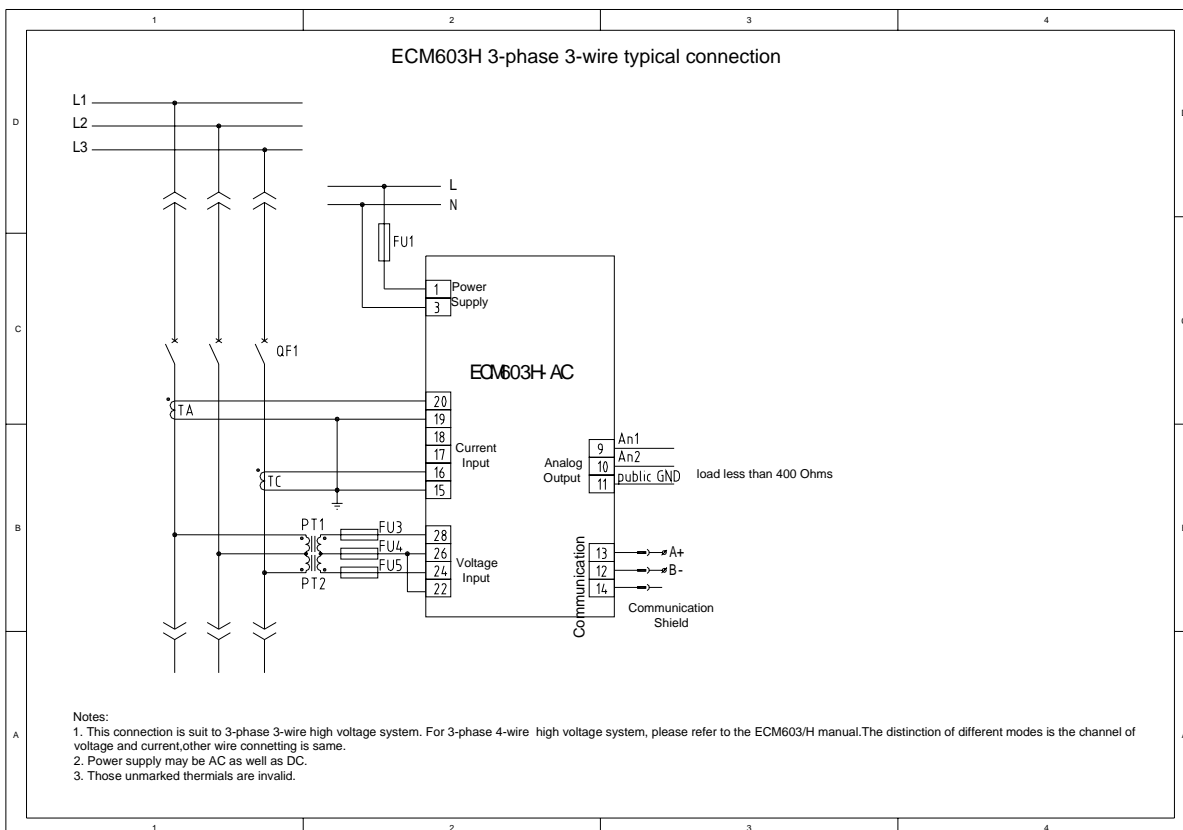 1 2 3 4
ECM603H 3-phase 3-wire typical connection
L1
L2
L3
D
L
N
FU1
1 Power
3 Supply
C
QF1
ECM603H-AC
TA
20
19
18
17
16
15
Current
Input
TC
Analog
Output
9 An1
10 An2
11 public GND
load less than 400 Ohms
B
PT1
PT2
FU3
FU4
FU5
28
26
24
22
Voltage
Input
Communication
13 A+
12 B-
14
Communication
Shield
Notes:
A
1. This connection is suit to 3-phase 3-wire high voltage system. For 3-phase 4-wire high voltage system, please refer to the ECM603/H manual.The distinction of different modes is the channel of
voltage and current,other wire connetting is same.
2. Power supply may be AC as well as DC.
3. Those unmarked thermials are invalid.
1 2 3 4